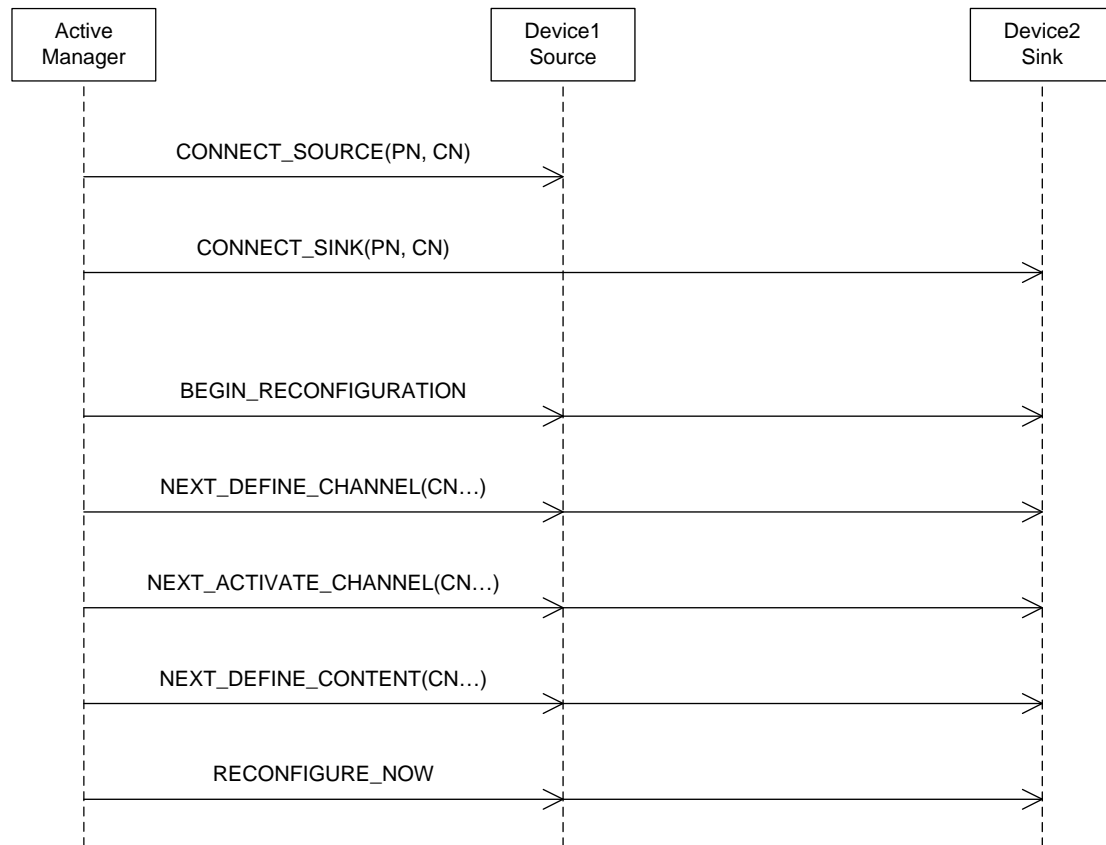 Active
Manager
Device1
Source
Device2
Sink
CONNECT_SOURCE(PN, CN)
CONNECT_SINK(PN, CN)
BEGIN_RECONFIGURATION
NEXT_DEFINE_CHANNEL(CN…)
NEXT_ACTIVATE_CHANNEL(CN…)
NEXT_DEFINE_CONTENT(CN…)
RECONFIGURE_NOW